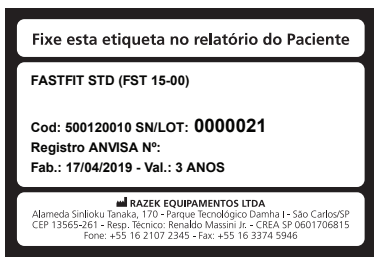 Fixe esta etiqueta no relatório do Paciente
FASTFIT STD (FST 15-00)
Cod: 500120010 SN/LOT: 0000021
Registro ANVISA Nº:
Fab.: 17/04/2019 - Val.: 3 ANOS
RAZEK EQUIPAMENTOS LTDA
Alameda Sinlioku Tanaka, 170 - Parque Tecnológico Damha I - São Carlos/SP
CEP 13565-261 - Resp. Técnico: Renaldo Massini Jr. - CREA SP 0601706815
Fone: +55 16 2107 2345 - Fax: +55 16 3374 5946